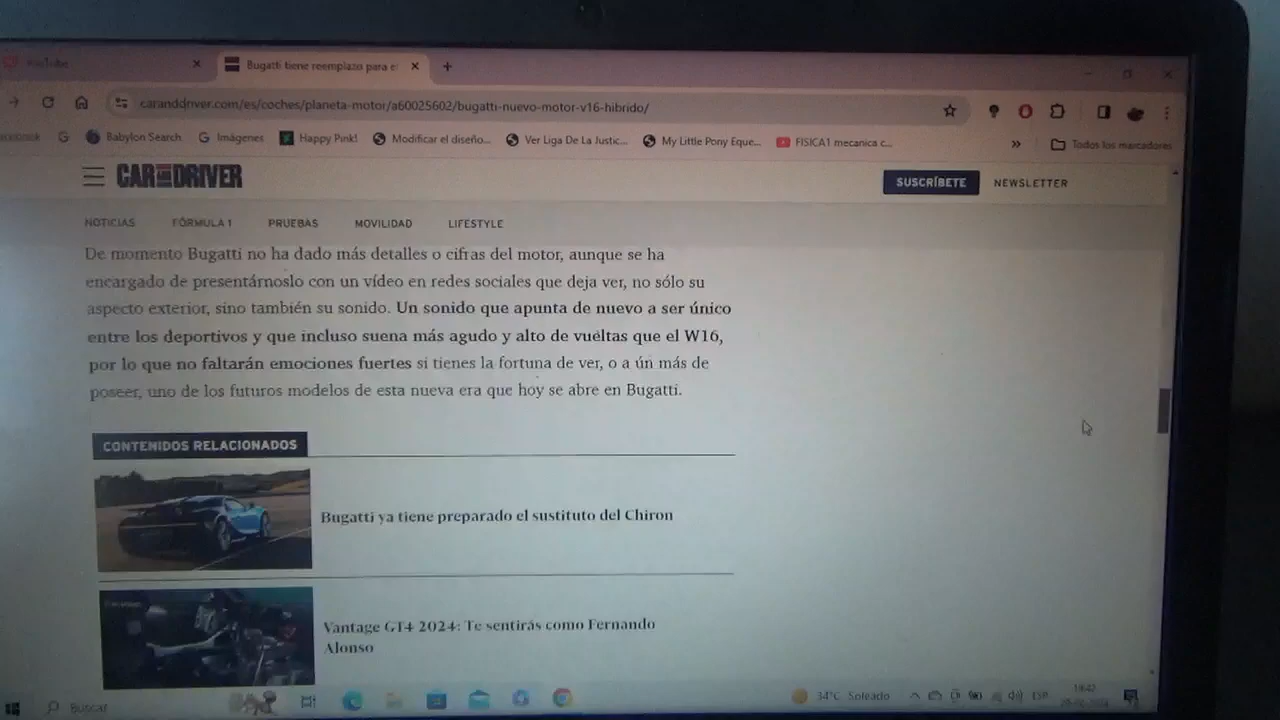 YouTube
Bugatti tiene reemplazo para e
caranddriver.com/es/coches/planeta-motor/a60025602/bugatti-nuevo-motor-v16-hibrido/
Babylon Search
Imágenes
Happy Pink!
Modificar el diseño...
Ver Liga De La Justic...
My Little Pony Eque...
FISICA1 mecanica c...
Todos los marcadores
CAR AND DRIVER
SUSCRÍBETE
NEWSLETTER
NOTICIAS FÓRMULA 1 PRUEBAS MOVILIDAD LIFESTYLE
De momento Bugatti no ha dado más detalles o cifras del motor, aunque se ha
encargado de presentárnoslo con un vídeo en redes sociales que deja ver, no sólo su
aspecto exterior, sino también su sonido. Un sonido que apunta de nuevo a ser único
entre los deportivos y que incluso suena más agudo y alto de vueltas que el W16,
por lo que no faltarán emociones fuertes si tienes la fortuna de ver, o a ún más de
poseer, uno de los futuros modelos de esta nueva era que hoy se abre en Bugatti.
CONTENIDOS RELACIONADOS
Bugatti ya tiene preparado el sustituto del Chiron
Vantage GT4 2024: Te sentirás como Fernando
Alonso
Buscar
34°C Soleado
ESP
19:42